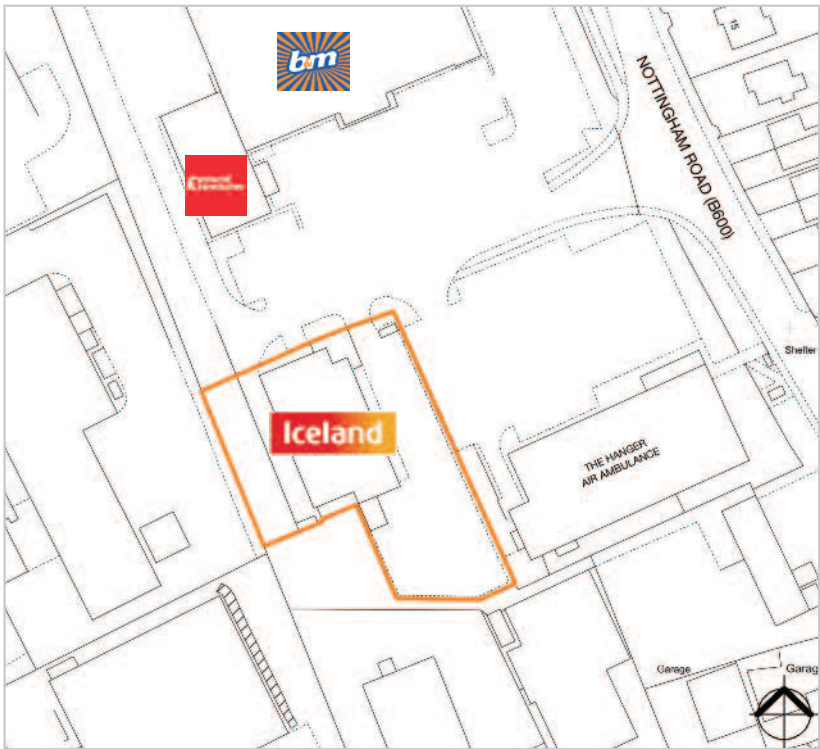 b&m
15
NOTTINGHAM ROAD (B600)
Shelter
Iceland
THE HANGER
AIR AMBULANCE
Garage
Garag